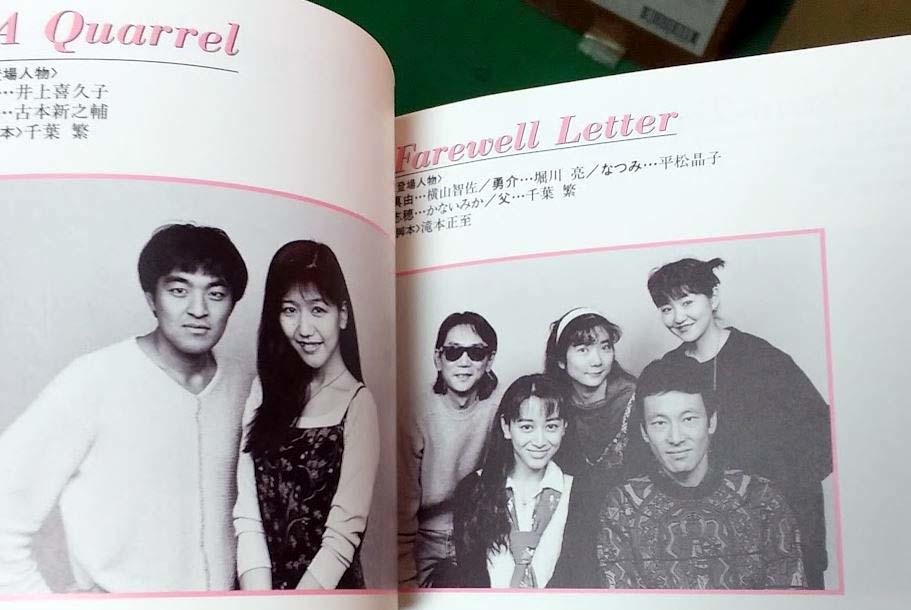 A Quarrel
登場人物〉
…井上喜久子
…古本新之輔
本〉千葉 繁
Farewell Letter
〈登場人物〉
真由…横山智佐／勇介…堀川 亮／なつみ…平松晶子
志穂…かないみか／父…千葉 繁
〈脚本〉滝本正至